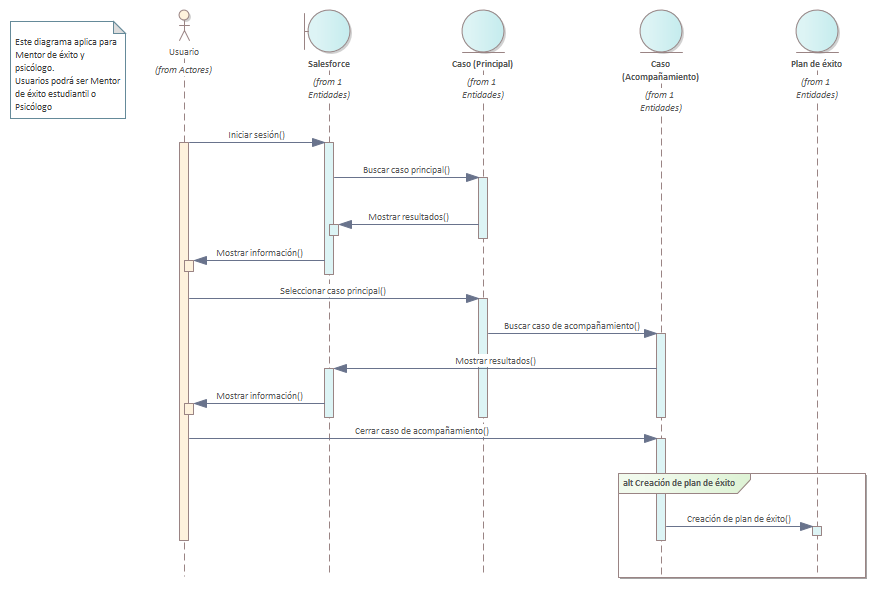 Este diagrama aplica para
Mentor de éxito y
psicólogo.
Usuarios podrá ser Mentor
de éxito estudiantil o
Psicólogo
Usuario
(from Actores)
Salesforce
(from 1
Entidades)
Caso (Principal)
(from 1
Entidades)
Caso
(Acompañamiento)
(from 1
Entidades)
Plan de éxito
(from 1
Entidades)
Iniciar sesión()
Buscar caso principal()
Mostrar resultados()
Mostrar información()
Seleccionar caso principal()
Buscar caso de acompañamiento()
Mostrar resultados()
Mostrar información()
Cerrar caso de acompañamiento()
alt Creación de plan de éxito
Creación de plan de éxito()